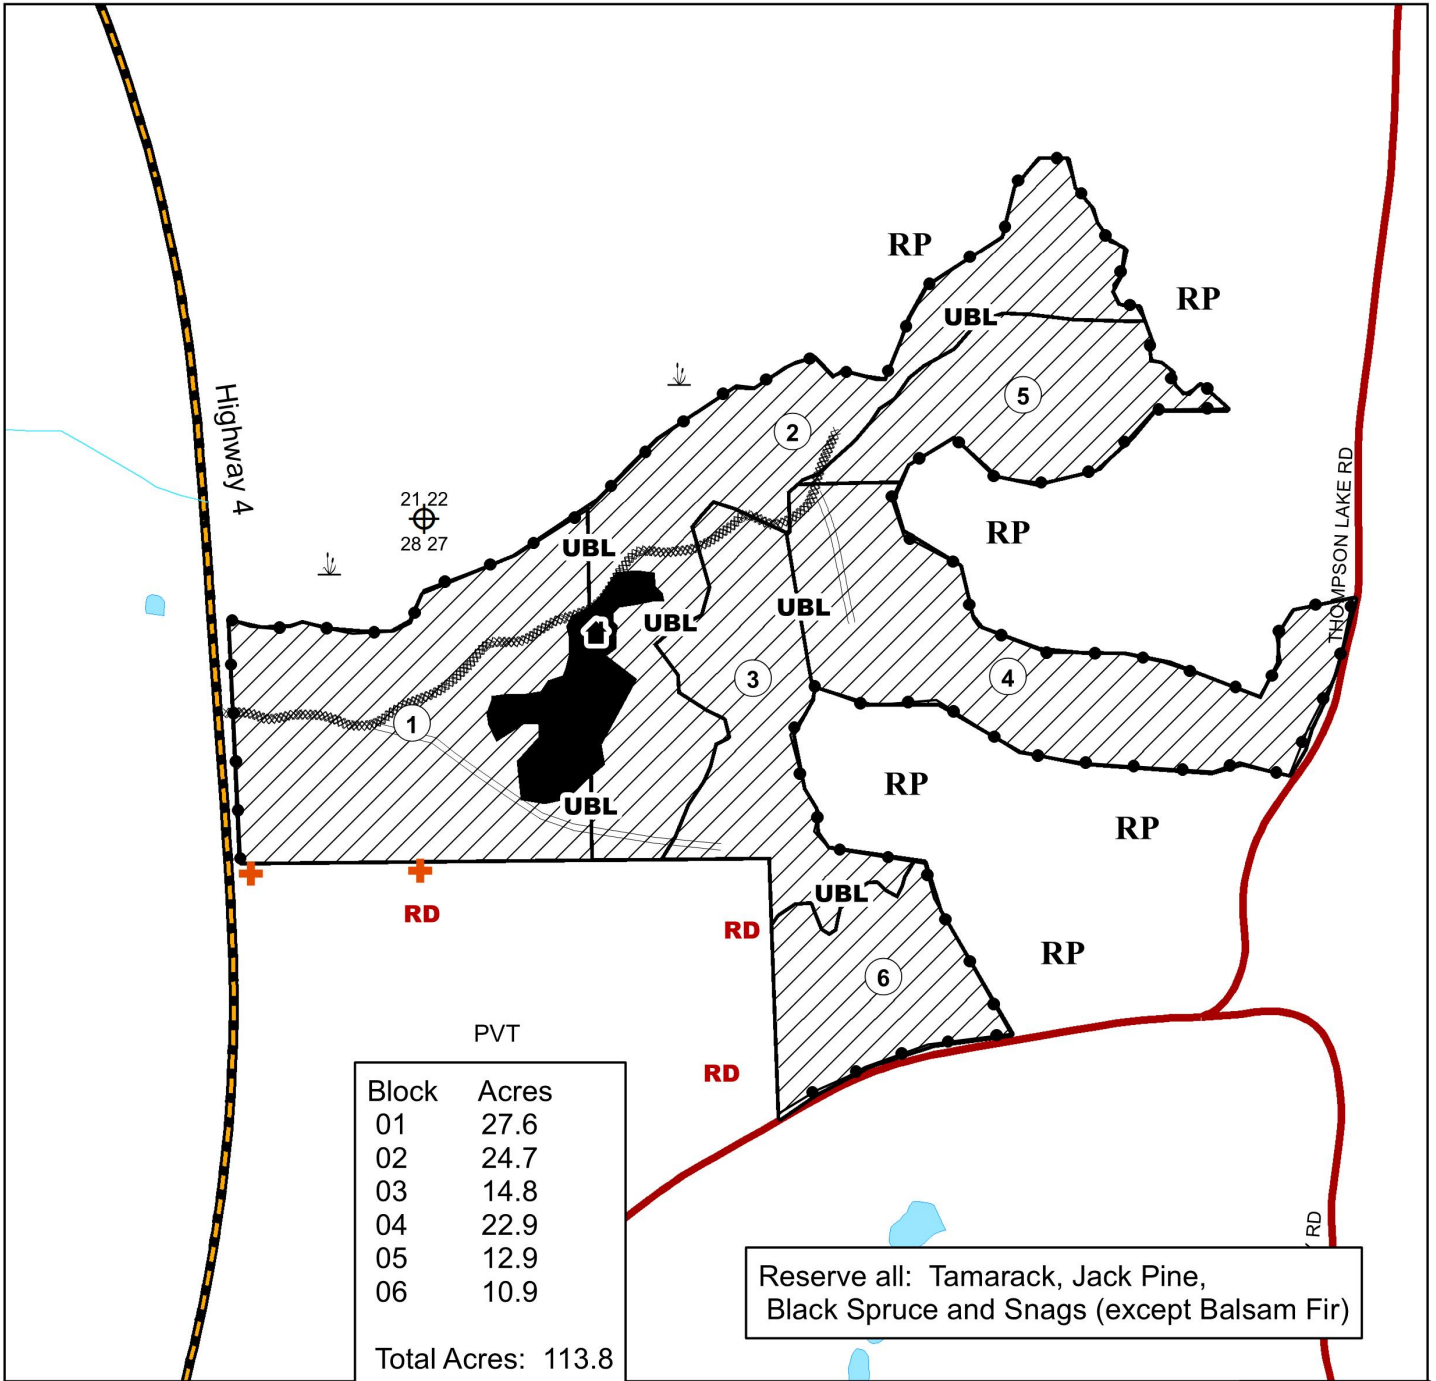 RP
RP
UBL
Highway 4
5
2
THOMPSON LAKE RD
21 22
28 27
RP
UBL
UBL
UBL
3
4
1
RP
UBL
RP
UBL
RD
RD
RP
6
PVT
RD
Block Acres
01 27.6
02 24.7
03 14.8
04 22.9
05 12.9
06 10.9
Total Acres: 113.8
RD
Reserve all: Tamarack, Jack Pine,
Black Spruce and Snags (except Balsam Fir)